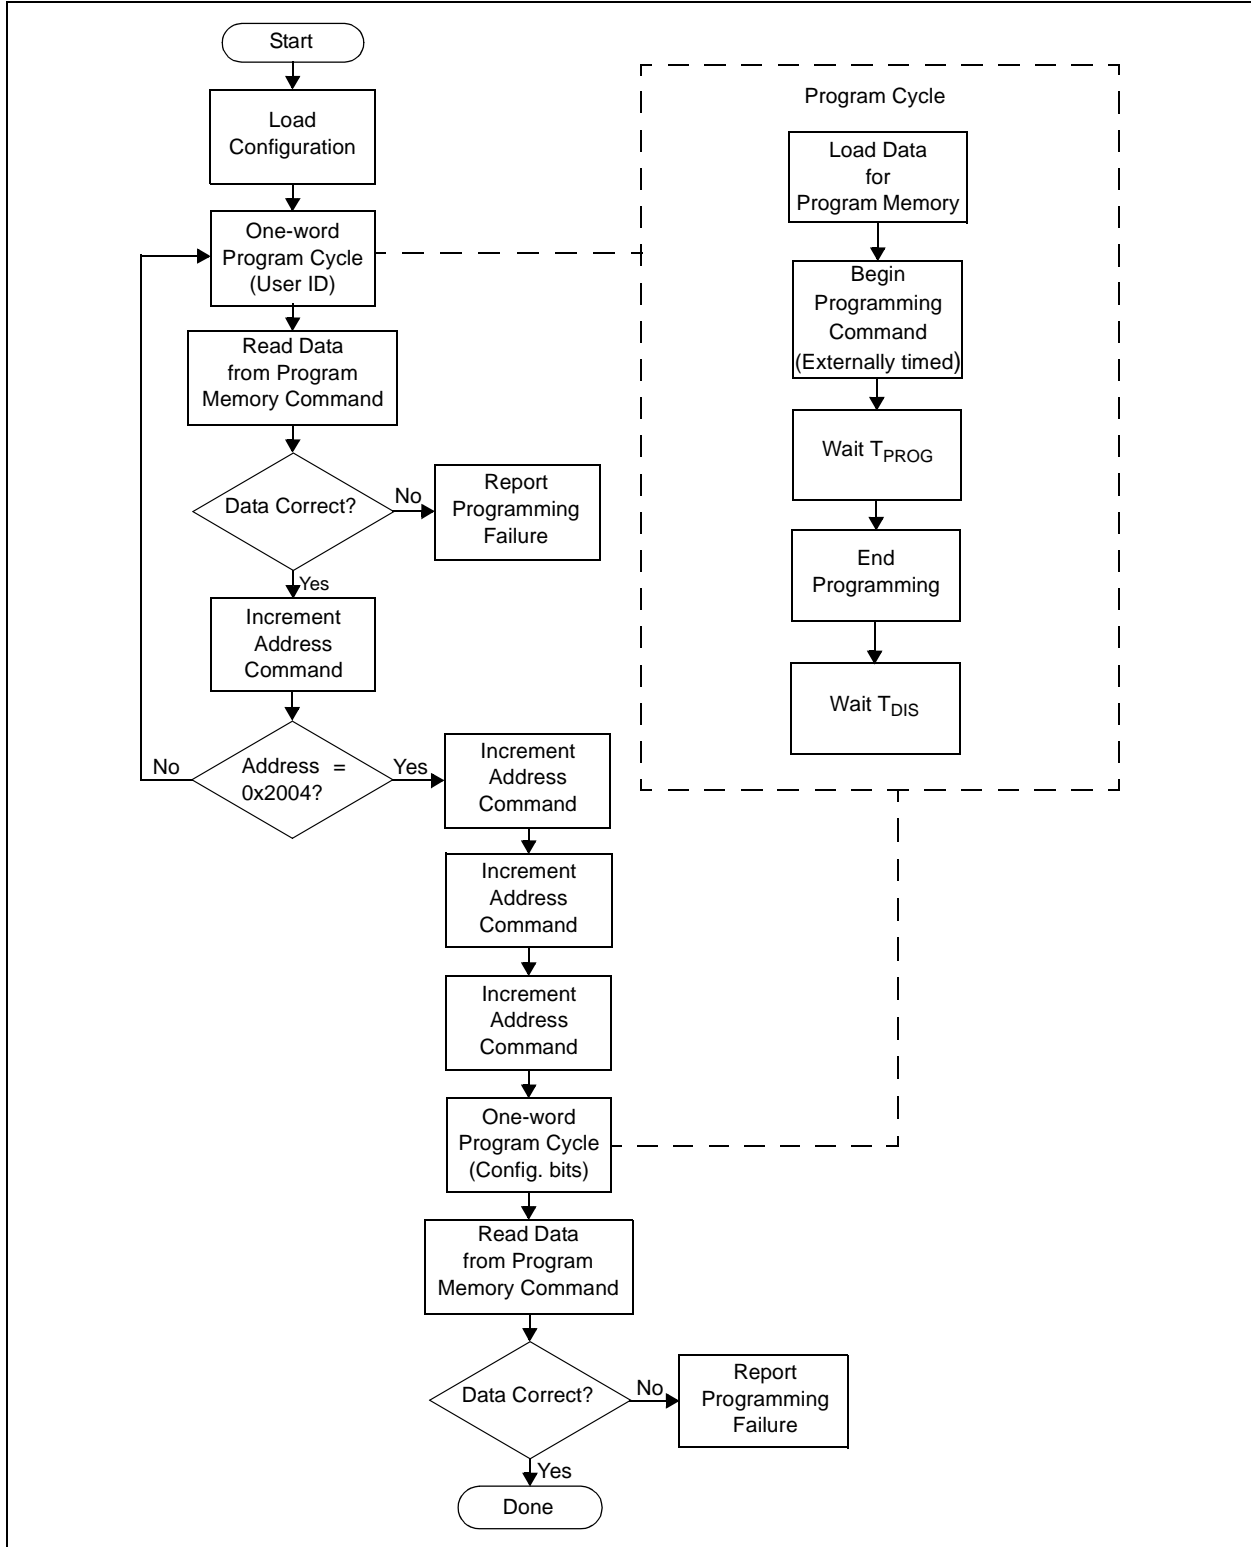 Start
Load
Configuration
One-word
Program Cycle
(User ID)
Read Data
from Program
Memory Command
Data Correct?
No
Report
Programming
Failure
Yes
Increment
Address
Command
Address =
0x2004?
No
Yes
Increment
Address
Command
Increment
Address
Command
Increment
Address
Command
One-word
Program Cycle
(Config. bits)
Read Data
from Program
Memory Command
Data Correct?
No
Report
Programming
Failure
Yes
Done
Program Cycle
Load Data
for
Program Memory
Begin
Programming
Command
(Externally timed)
Wait TPROG
End
Programming
Wait TDIS